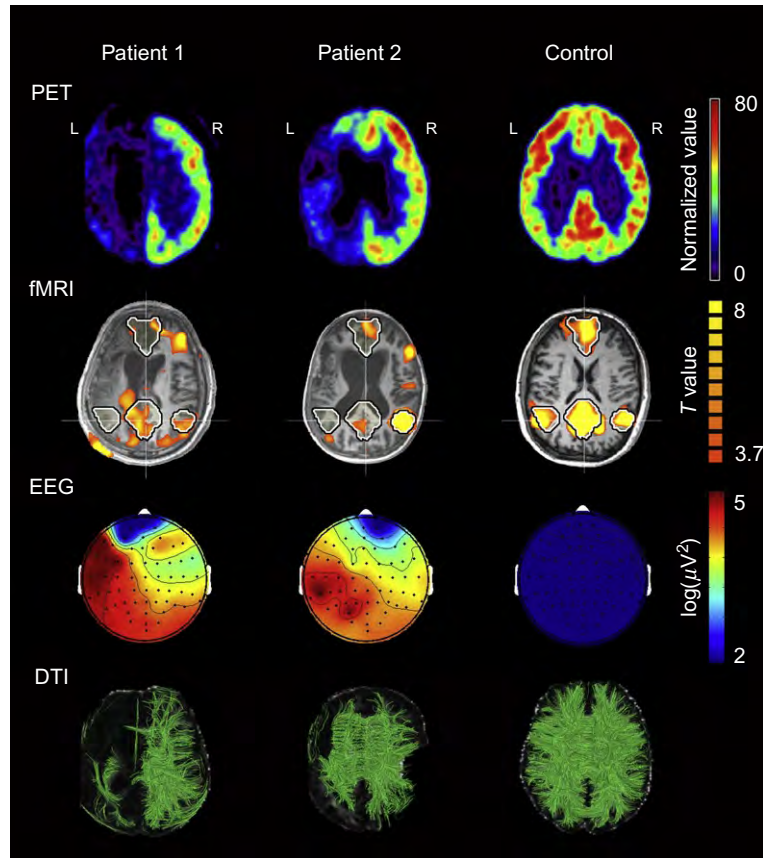 Patient 1 Patient 2 Control
PET
L R L R L R
Normalized value
80
0
fMRI
T value
8
3.7
EEG
log(μV²)
5
2
DTI